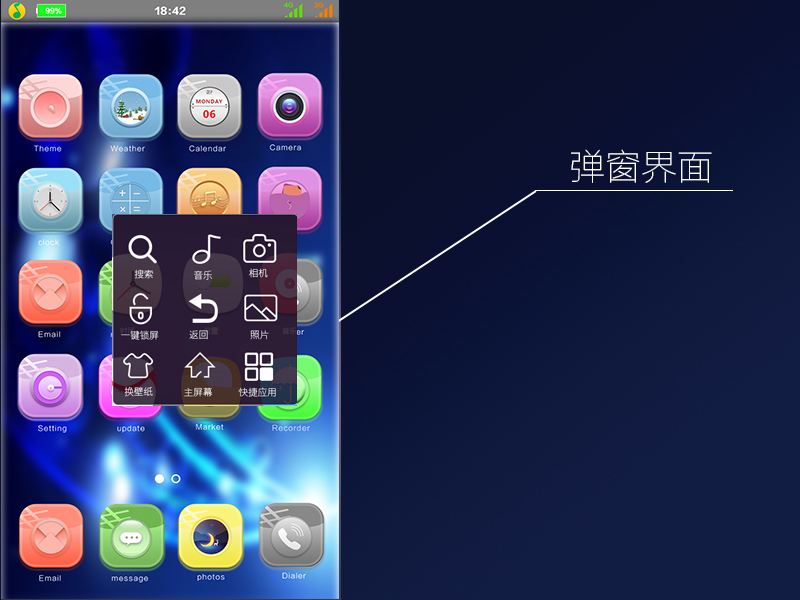 99%
18:42
4G
3G
MONDAY
06
Theme
Weather
Calendar
Camera
clock
弹窗界面
搜索
音乐
相机
一键锁屏
返回
照片
换壁纸
主屏幕
快捷应用
Email
Setting
update
Market
Recorder
Email
message
photos
Dialer